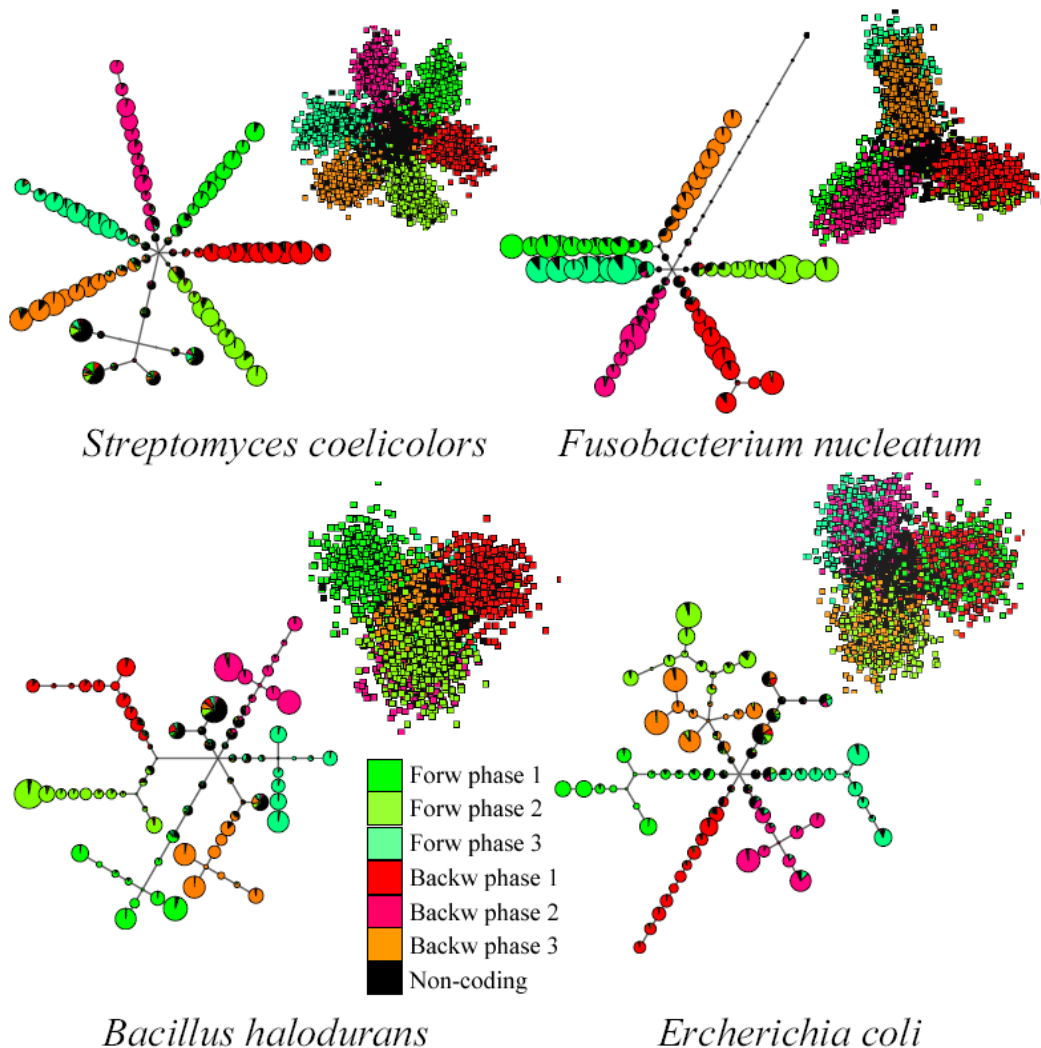 Streptomyces coelicolors
Fusobacterium nucleatum
Forw phase 1
Forw phase 2
Forw phase 3
Backw phase 1
Backw phase 2
Backw phase 3
Non-coding
Bacillus halodurans
Ercherichia coli